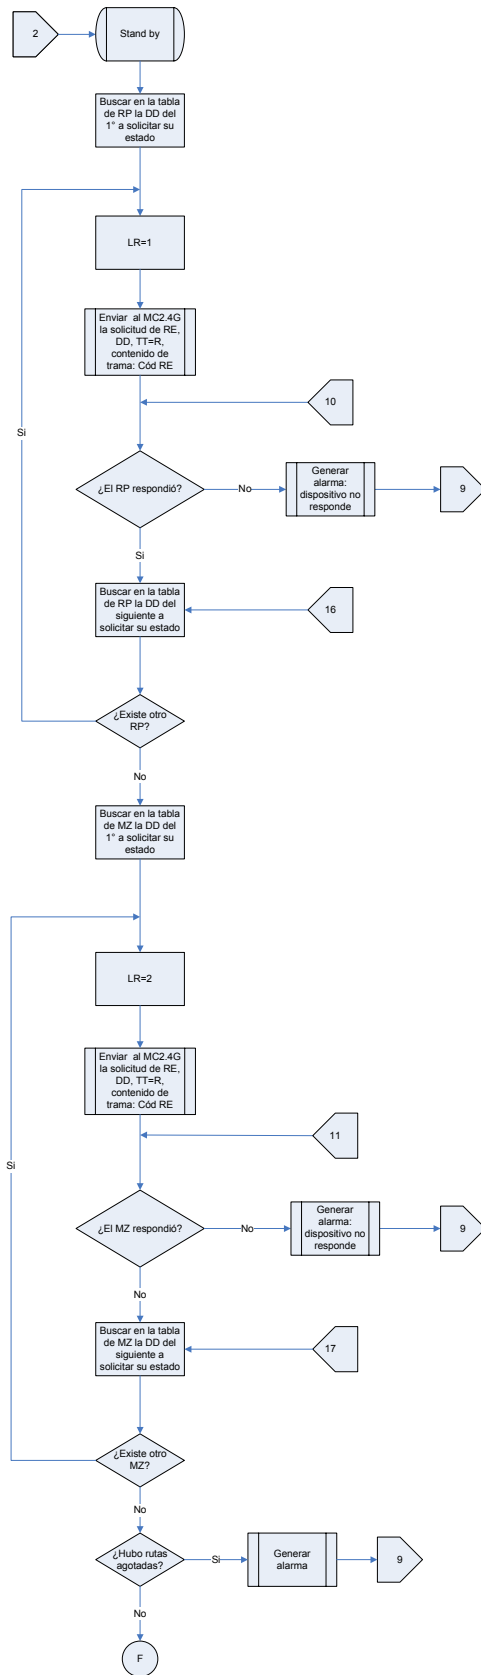 2
Stand by
Buscar en la tabla
de RP la DD del
1° a solicitar su
estado
LR=1
Enviar al MC2.4G
la solicitud de RE,
DD, TT=R,
contenido de
trama: Cód RE
10
Si
¿El RP respondió?
No
Generar
alarma:
dispositivo no
responde
9
Si
Buscar en la tabla
de RP la DD del
siguiente a
solicitar su estado
16
¿Existe otro
RP?
No
Buscar en la tabla
de MZ la DD del
1° a solicitar su
estado
LR=2
Enviar al MC2.4G
la solicitud de RE,
DD, TT=R,
contenido de
trama: Cód RE
11
Si
¿El MZ respondió?
No
Generar
alarma:
dispositivo no
responde
9
No
Buscar en la tabla
de MZ la DD del
siguiente a
solicitar su estado
17
¿Existe otro
MZ?
No
¿Hubo rutas
agotadas?
Si
Generar
alarma
9
No
F